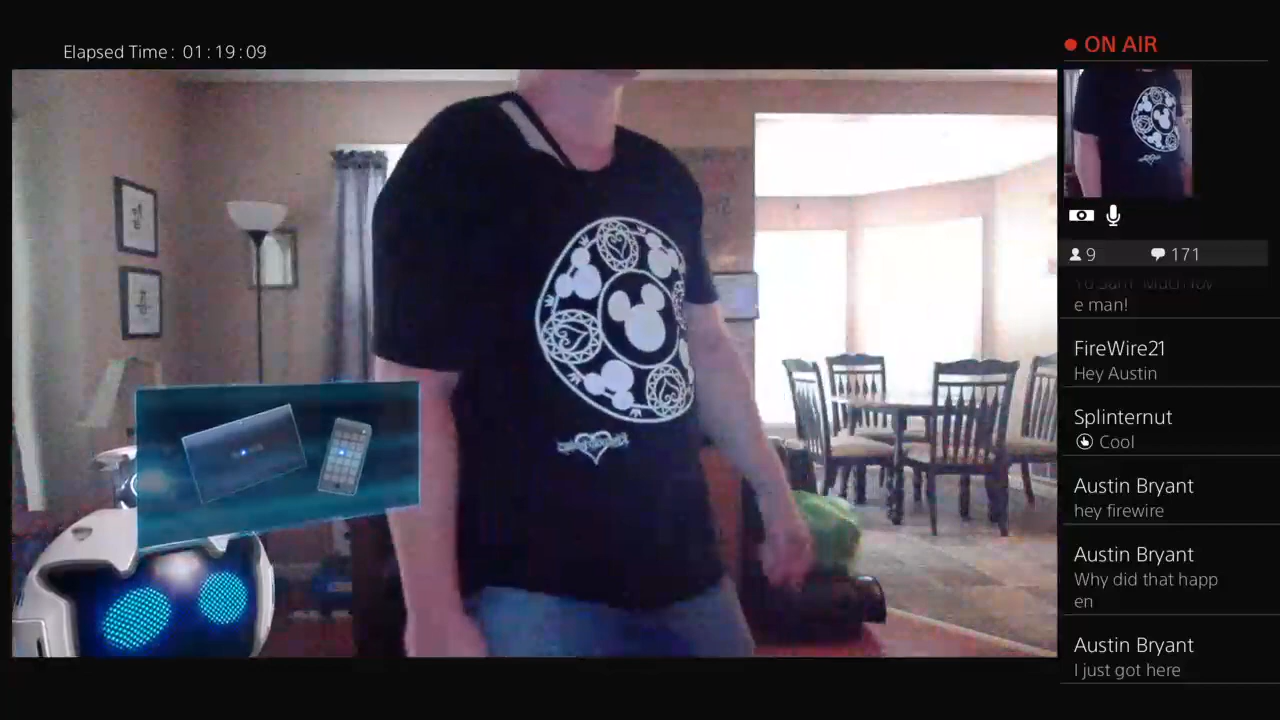 Elapsed Time: 01:19:09
ON AIR
9 171
e man!
FireWire21
Hey Austin
Splinternut
Cool
Austin Bryant
hey firewire
Austin Bryant
Why did that happ
en
Austin Bryant
I just got here